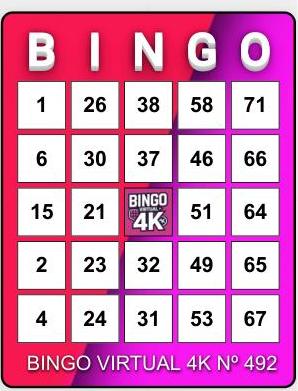 B I N G O
1 26 38 58 71
6 30 37 46 66
15 21 BINGO VIRTUAL 4K 51 64
2 23 32 49 65
4 24 31 53 67
BINGO VIRTUAL 4K Nº 492